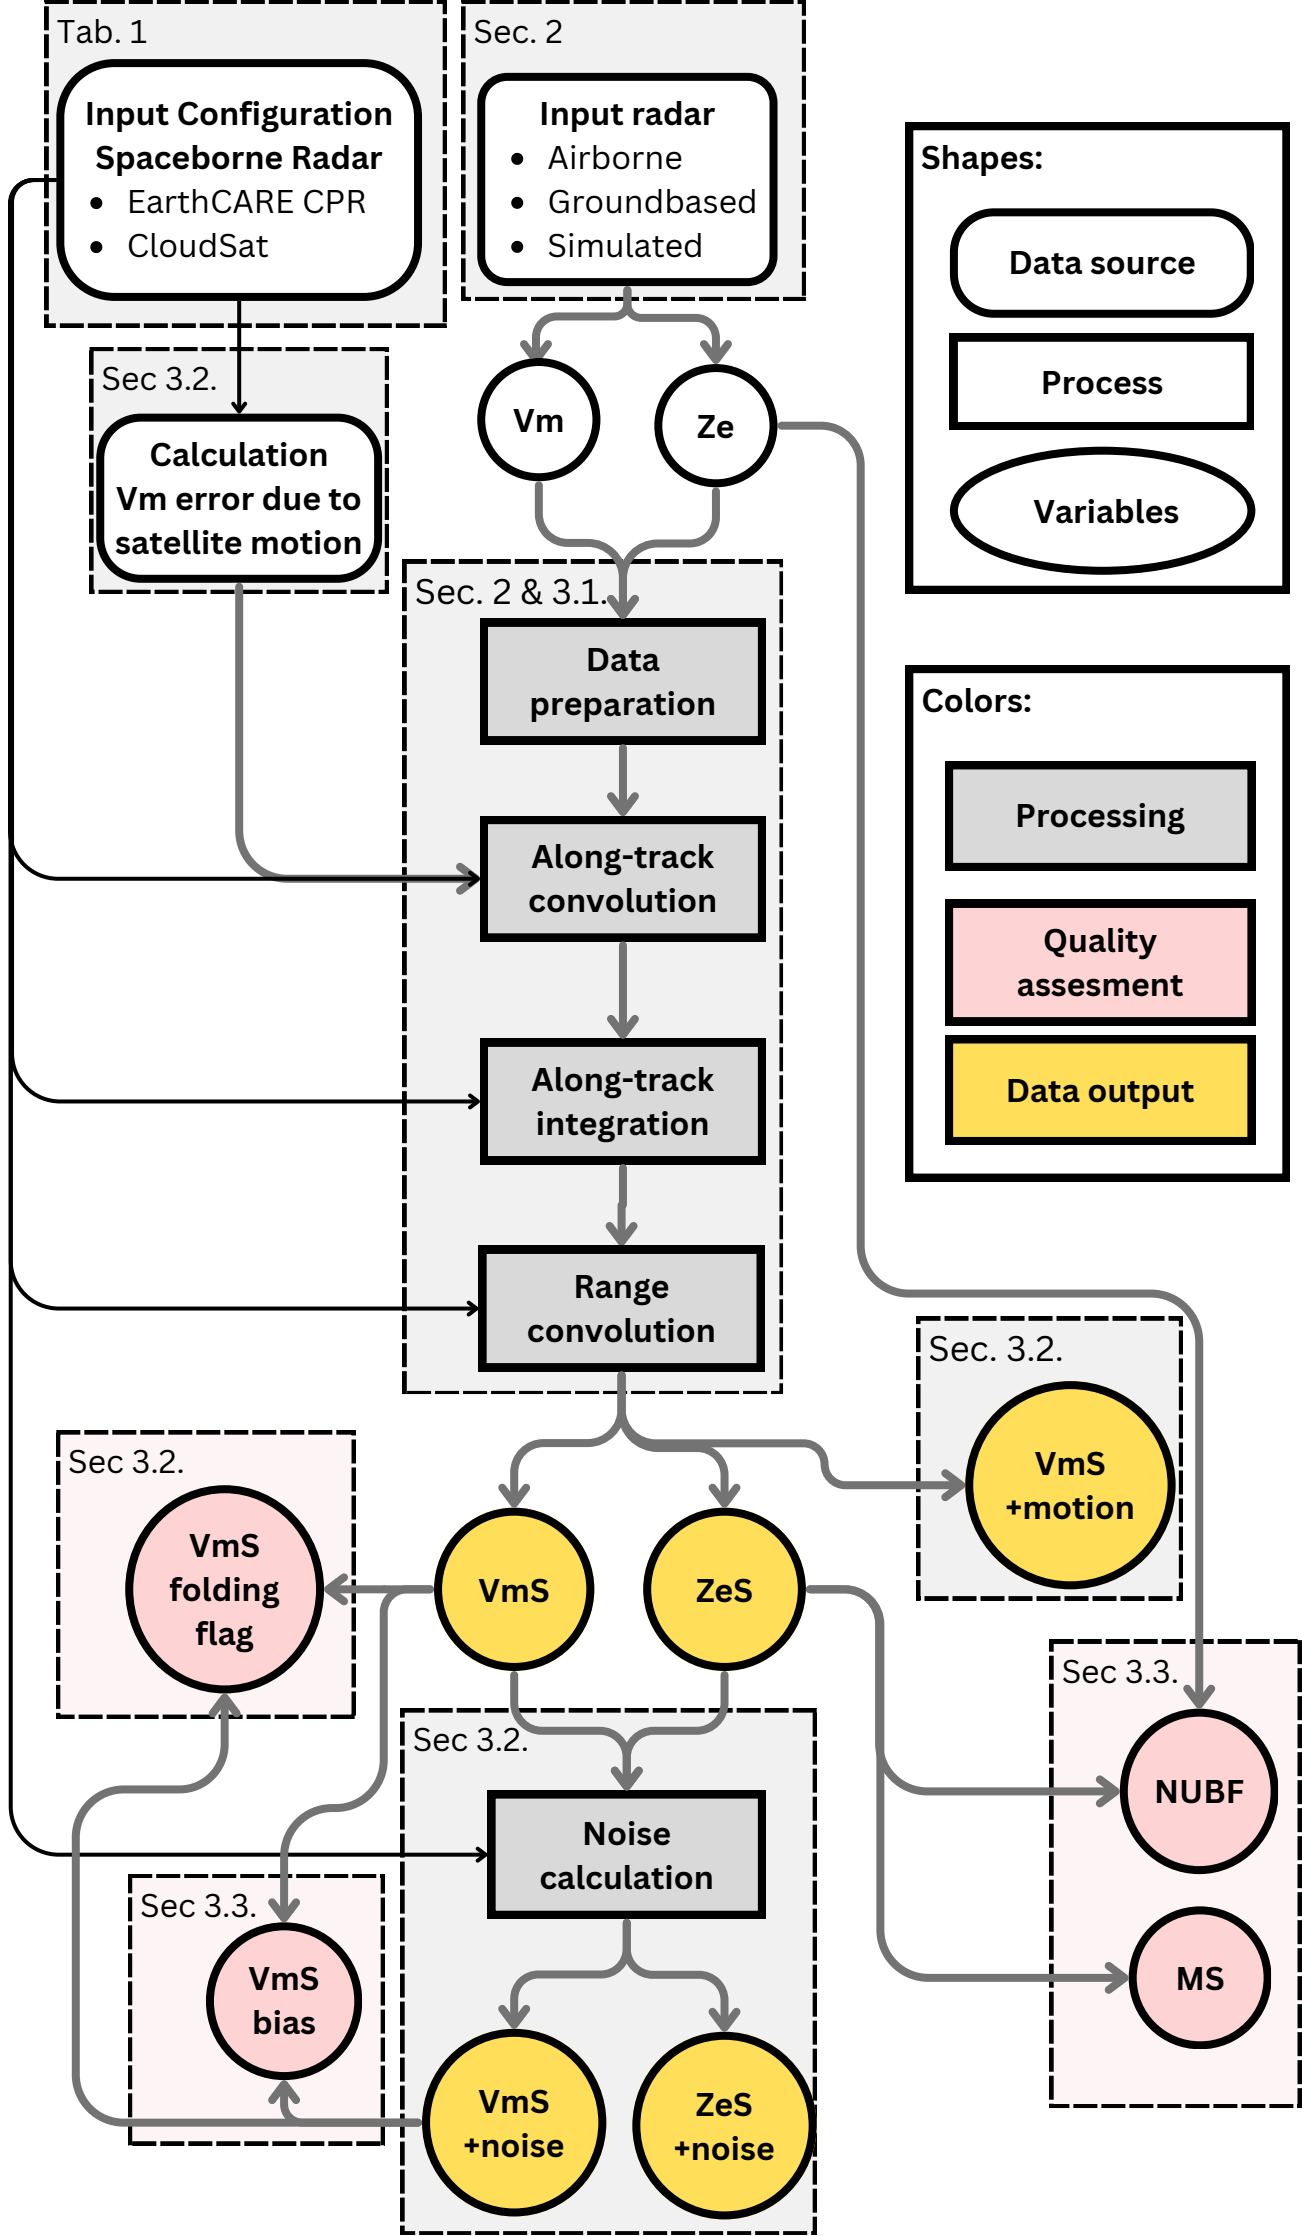 Tab. 1
Input Configuration
Spaceborne Radar
• EarthCARE CPR
• CloudSat
Sec. 2
Input radar
• Airborne
• Groundbased
• Simulated
Shapes:
Data source
Process
Variables
Sec 3.2.
Calculation
Vm error due to
satellite motion
Vm
Ze
Sec. 2 & 3.1.
Data
preparation
Along-track
convolution
Along-track
integration
Range
convolution
Colors:
Processing
Quality
assesment
Data output
Sec. 3.2.
VmS
+motion
Sec 3.2.
VmS
folding
flag
VmS
ZeS
Sec 3.3.
NUBF
MS
Sec 3.2.
Noise
calculation
Sec 3.3.
VmS
bias
VmS
+noise
ZeS
+noise